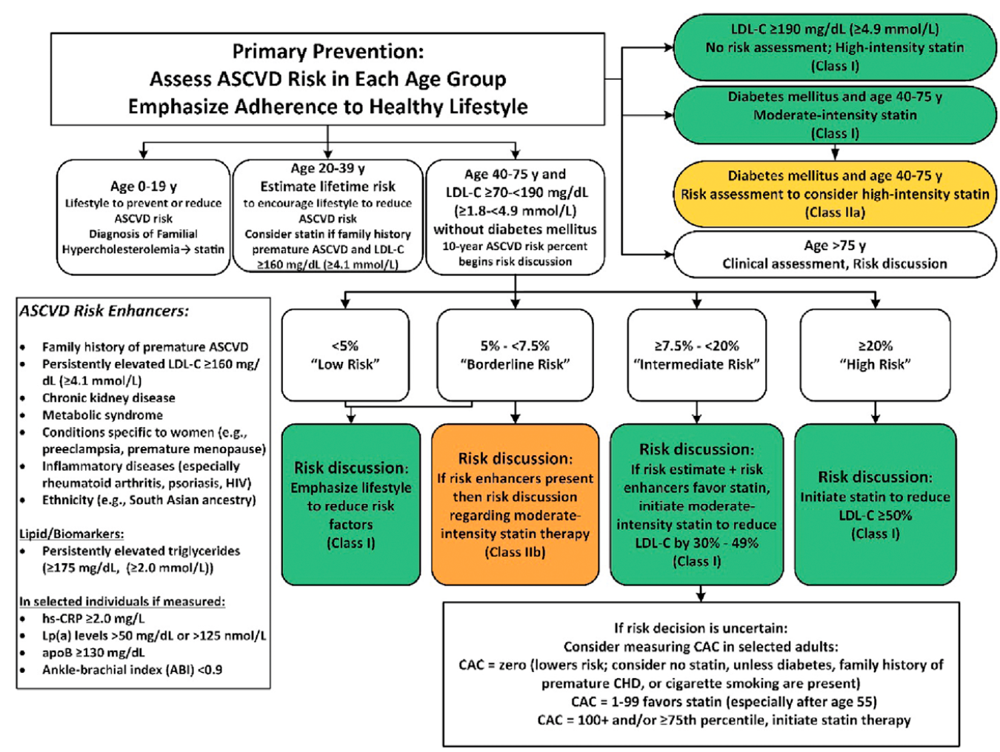 Primary Prevention:
Assess ASCVD Risk in Each Age Group
Emphasize Adherence to Healthy Lifestyle
LDL-C ≥190 mg/dL (≥4.9 mmol/L)
No risk assessment; High-intensity statin
(Class I)
Diabetes mellitus and age 40-75 y
Moderate-intensity statin
(Class I)
Diabetes mellitus and age 40-75 y
Risk assessment to consider high-intensity statin
(Class IIa)
Age >75 y
Clinical assessment, Risk discussion
Age 0-19 y
Lifestyle to prevent or reduce
ASCVD risk
Diagnosis of Familial
Hypercholesterolemia→ statin
Age 20-39 y
Estimate lifetime risk
to encourage lifestyle to reduce
ASCVD risk
Consider statin if family history
premature ASCVD and LDL-C
≥160 mg/dL (≥4.1 mmol/L)
Age 40-75 y and
LDL-C ≥70-<190 mg/dL
(≥1.8-<4.9 mmol/L)
without diabetes mellitus
10-year ASCVD risk percent
begins risk discussion
<5%
“Low Risk”
5% - <7.5%
“Borderline Risk”
≥7.5% - <20%
“Intermediate Risk”
≥20%
“High Risk”
Risk discussion:
Emphasize lifestyle
to reduce risk
factors
(Class I)
Risk discussion:
If risk enhancers present
then risk discussion
regarding moderate-
intensity statin therapy
(Class IIb)
Risk discussion:
If risk estimate + risk
enhancers favor statin,
initiate moderate-
intensity statin to reduce
LDL-C by 30% - 49%
(Class I)
Risk discussion:
Initiate statin to reduce
LDL-C ≥50%
(Class I)
If risk decision is uncertain:
Consider measuring CAC in selected adults:
CAC = zero (lowers risk; consider no statin, unless diabetes, family history of
premature CHD, or cigarette smoking are present)
CAC = 1-99 favors statin (especially after age 55)
CAC = 100+ and/or ≥75th percentile, initiate statin therapy
ASCVD Risk Enhancers:
• Family history of premature ASCVD
• Persistently elevated LDL-C ≥160 mg/
dL (≥4.1 mmol/L)
• Chronic kidney disease
• Metabolic syndrome
• Conditions specific to women (e.g.,
preeclampsia, premature menopause)
• Inflammatory diseases (especially
rheumatoid arthritis, psoriasis, HIV)
• Ethnicity (e.g., South Asian ancestry)
Lipid/Biomarkers:
• Persistently elevated triglycerides
(≥175 mg/dL, (≥2.0 mmol/L))
In selected individuals if measured:
• hs-CRP ≥2.0 mg/L
• Lp(a) levels >50 mg/dL or >125 nmol/L
• apoB ≥130 mg/dL
• Ankle-brachial index (ABI) <0.9